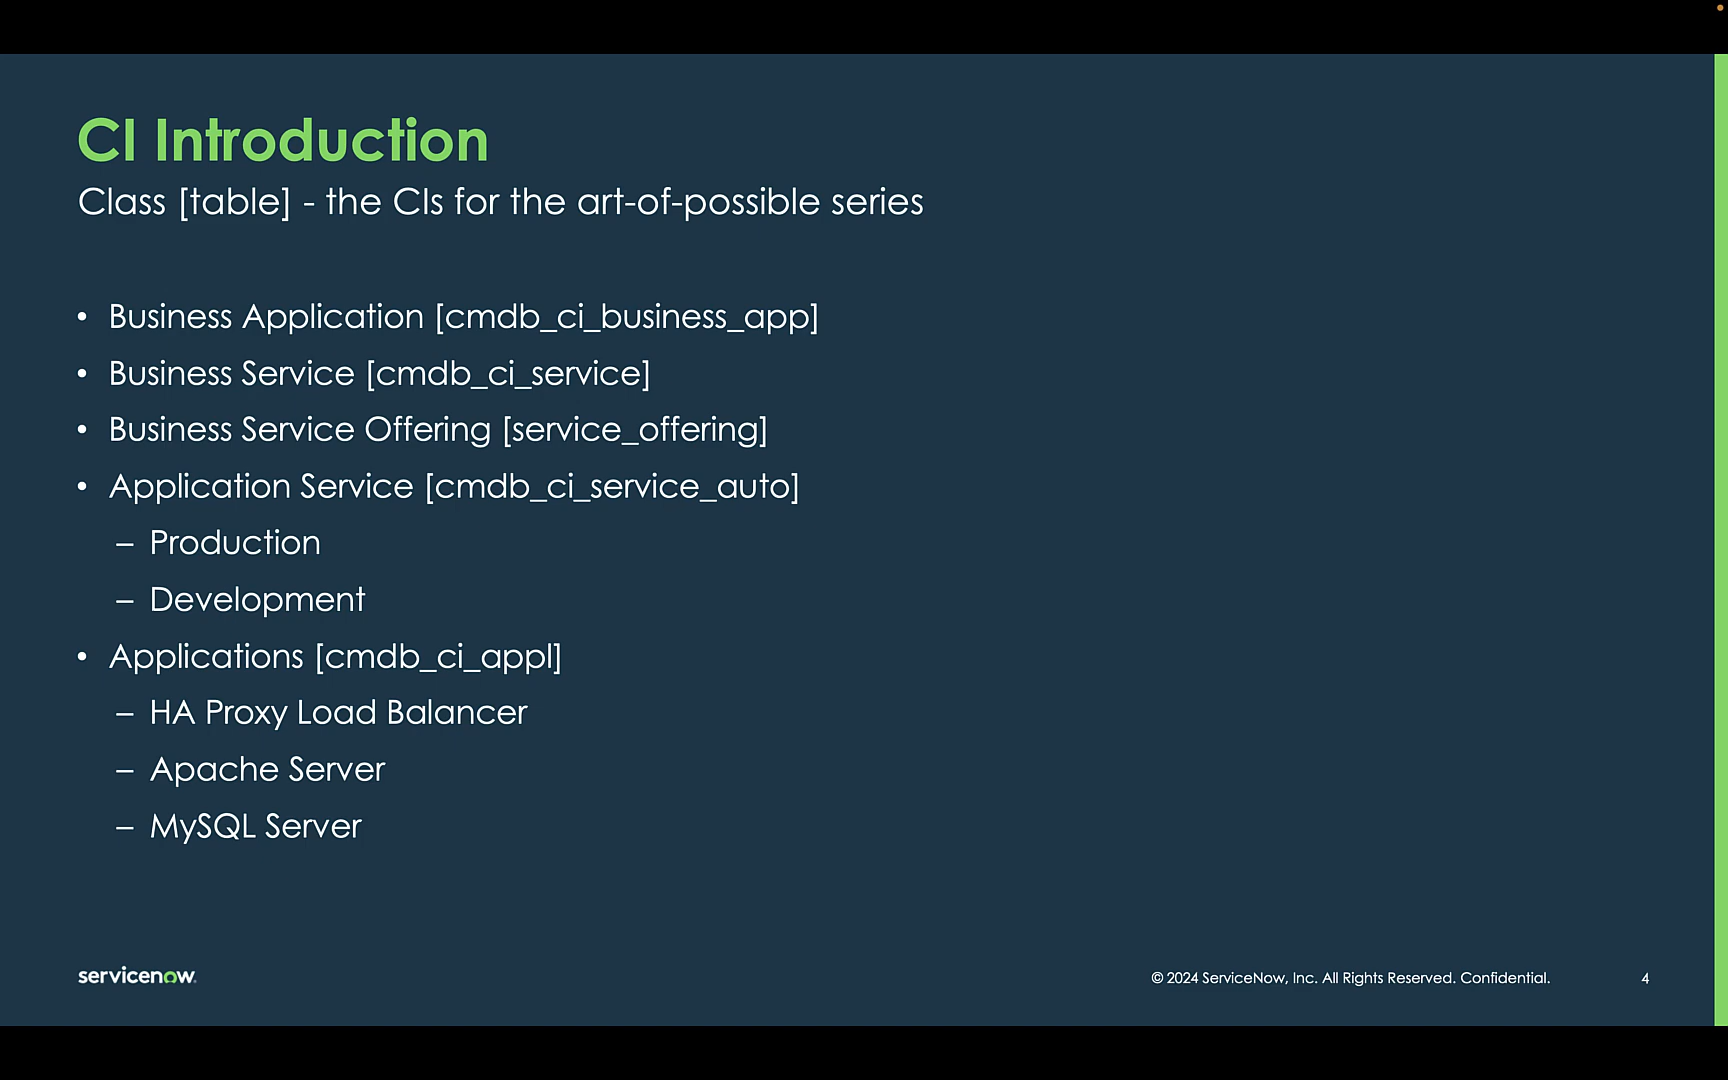 CI Introduction
Class [table] - the CIs for the art-of-possible series
• Business Application [cmdb_ci_business_app]
• Business Service [cmdb_ci_service]
• Business Service Offering [service_offering]
• Application Service [cmdb_ci_service_auto]
– Production
– Development
• Applications [cmdb_ci_appl]
– HA Proxy Load Balancer
– Apache Server
– MySQL Server
servicenow.
© 2024 ServiceNow, Inc. All Rights Reserved. Confidential.
4